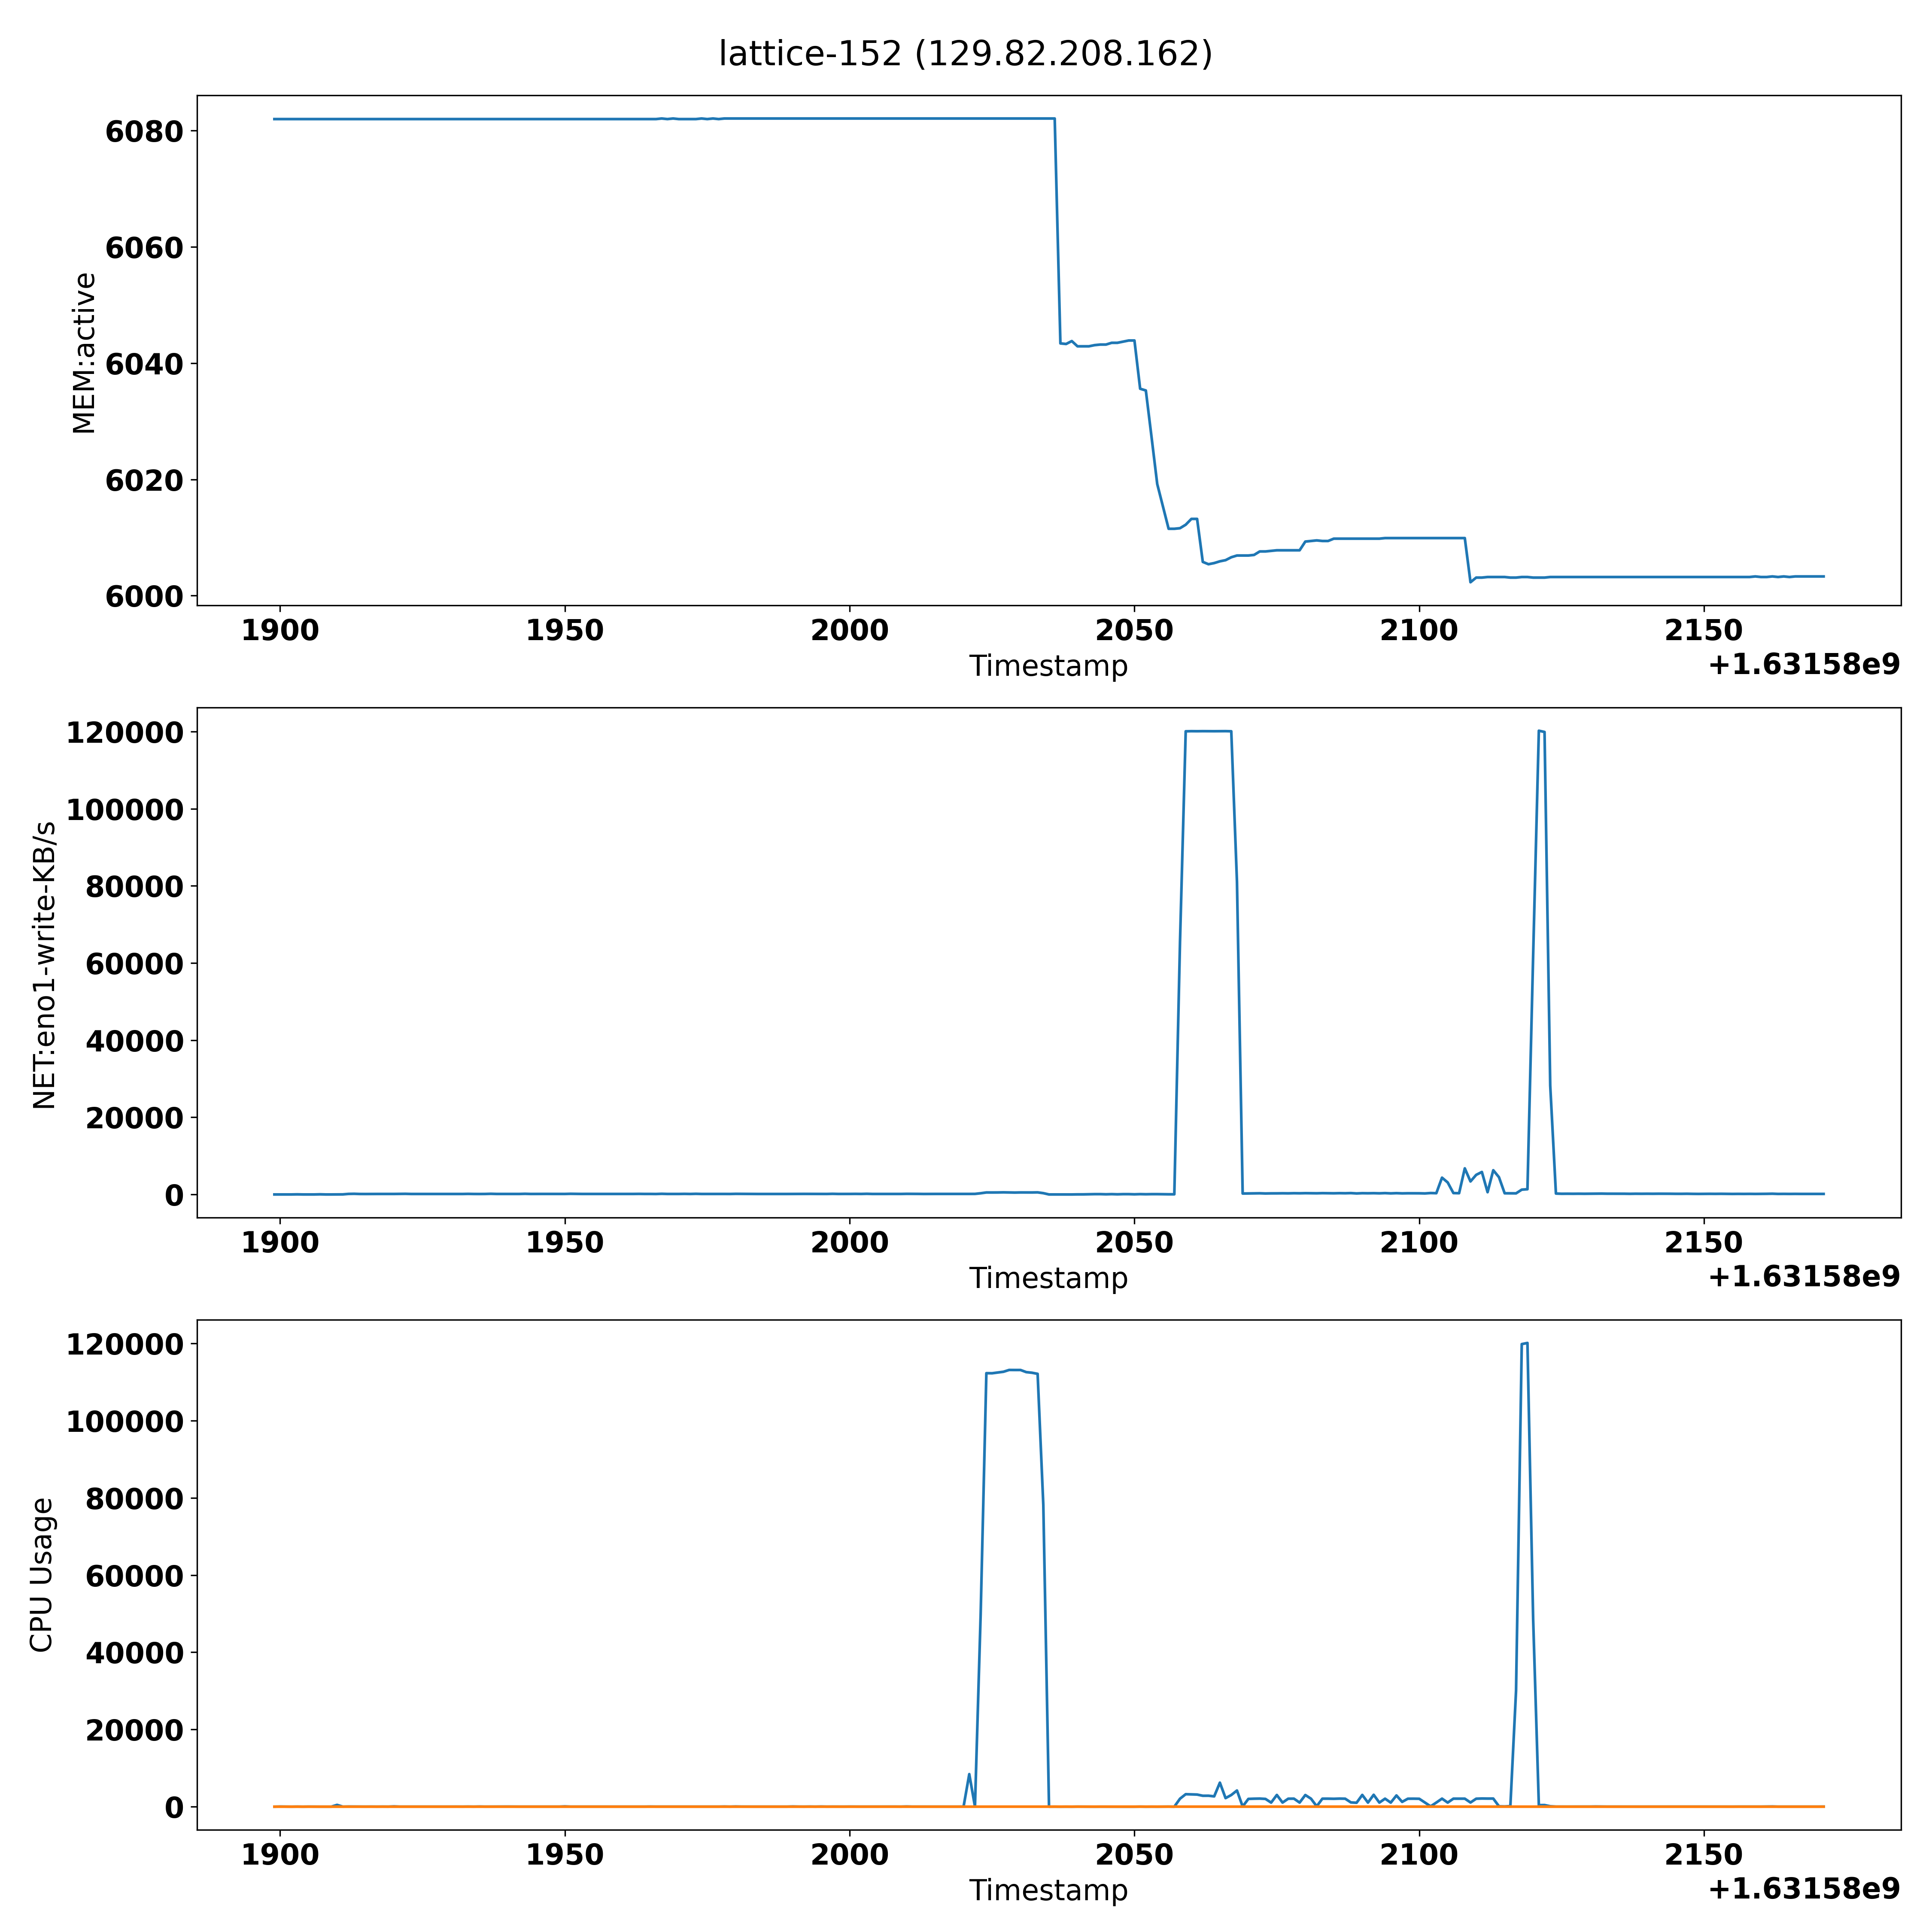 lattice-152 (129.82.208.162)
6080
6060
6040
6020
6000
MEM:active
1900 1950 2000 2050 2100 2150
Timestamp
+1.63158e9
120000
100000
80000
60000
40000
20000
0
NET:eno1-write-KB/s
1900 1950 2000 2050 2100 2150
Timestamp
+1.63158e9
120000
100000
80000
60000
40000
20000
0
CPU Usage
1900 1950 2000 2050 2100 2150
Timestamp
+1.63158e9